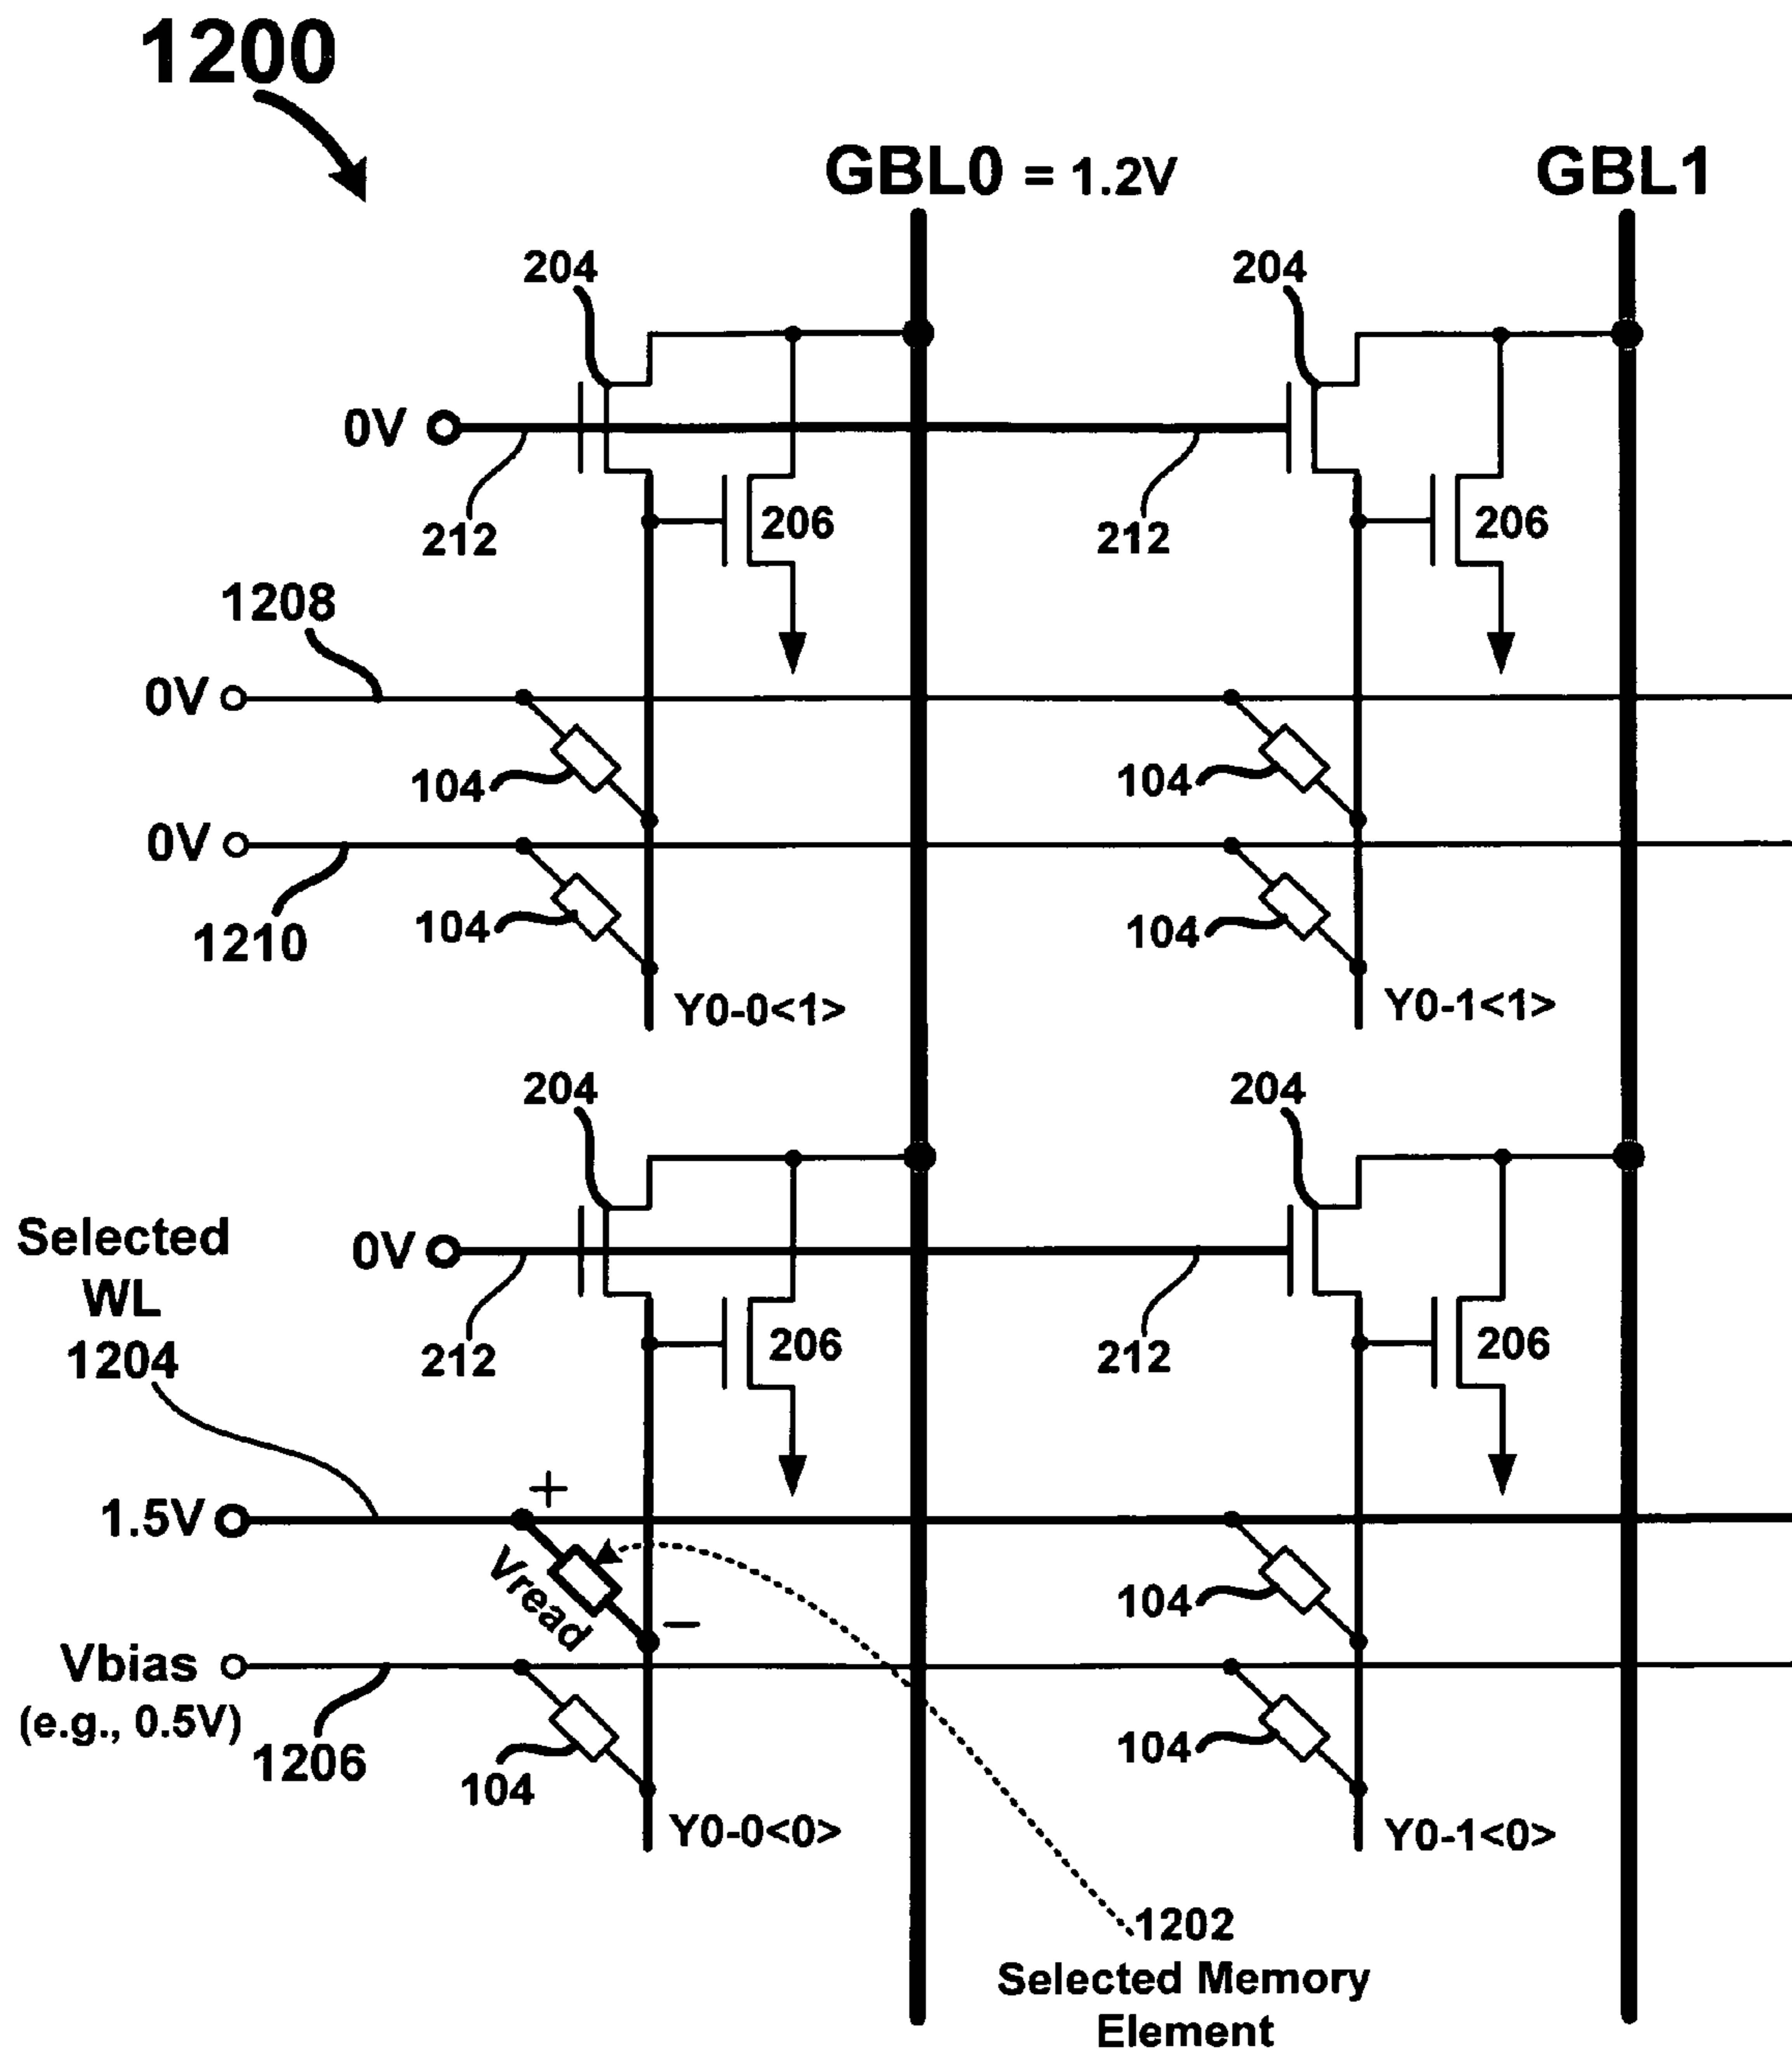 1200
GBL0 = 1.2V
GBL1
204
204
0V
212
206
212
206
1208
0V
104
104
0V
104
104
1210
Y0-0<1>
Y0-1<1>
204
204
Selected
WL
1204
0V
212
206
212
206
+
1.5V
Vread
−
104
Vbias
(e.g., 0.5V)
1206
104
104
Y0-0<0>
Y0-1<0>
1202
Selected Memory
Element